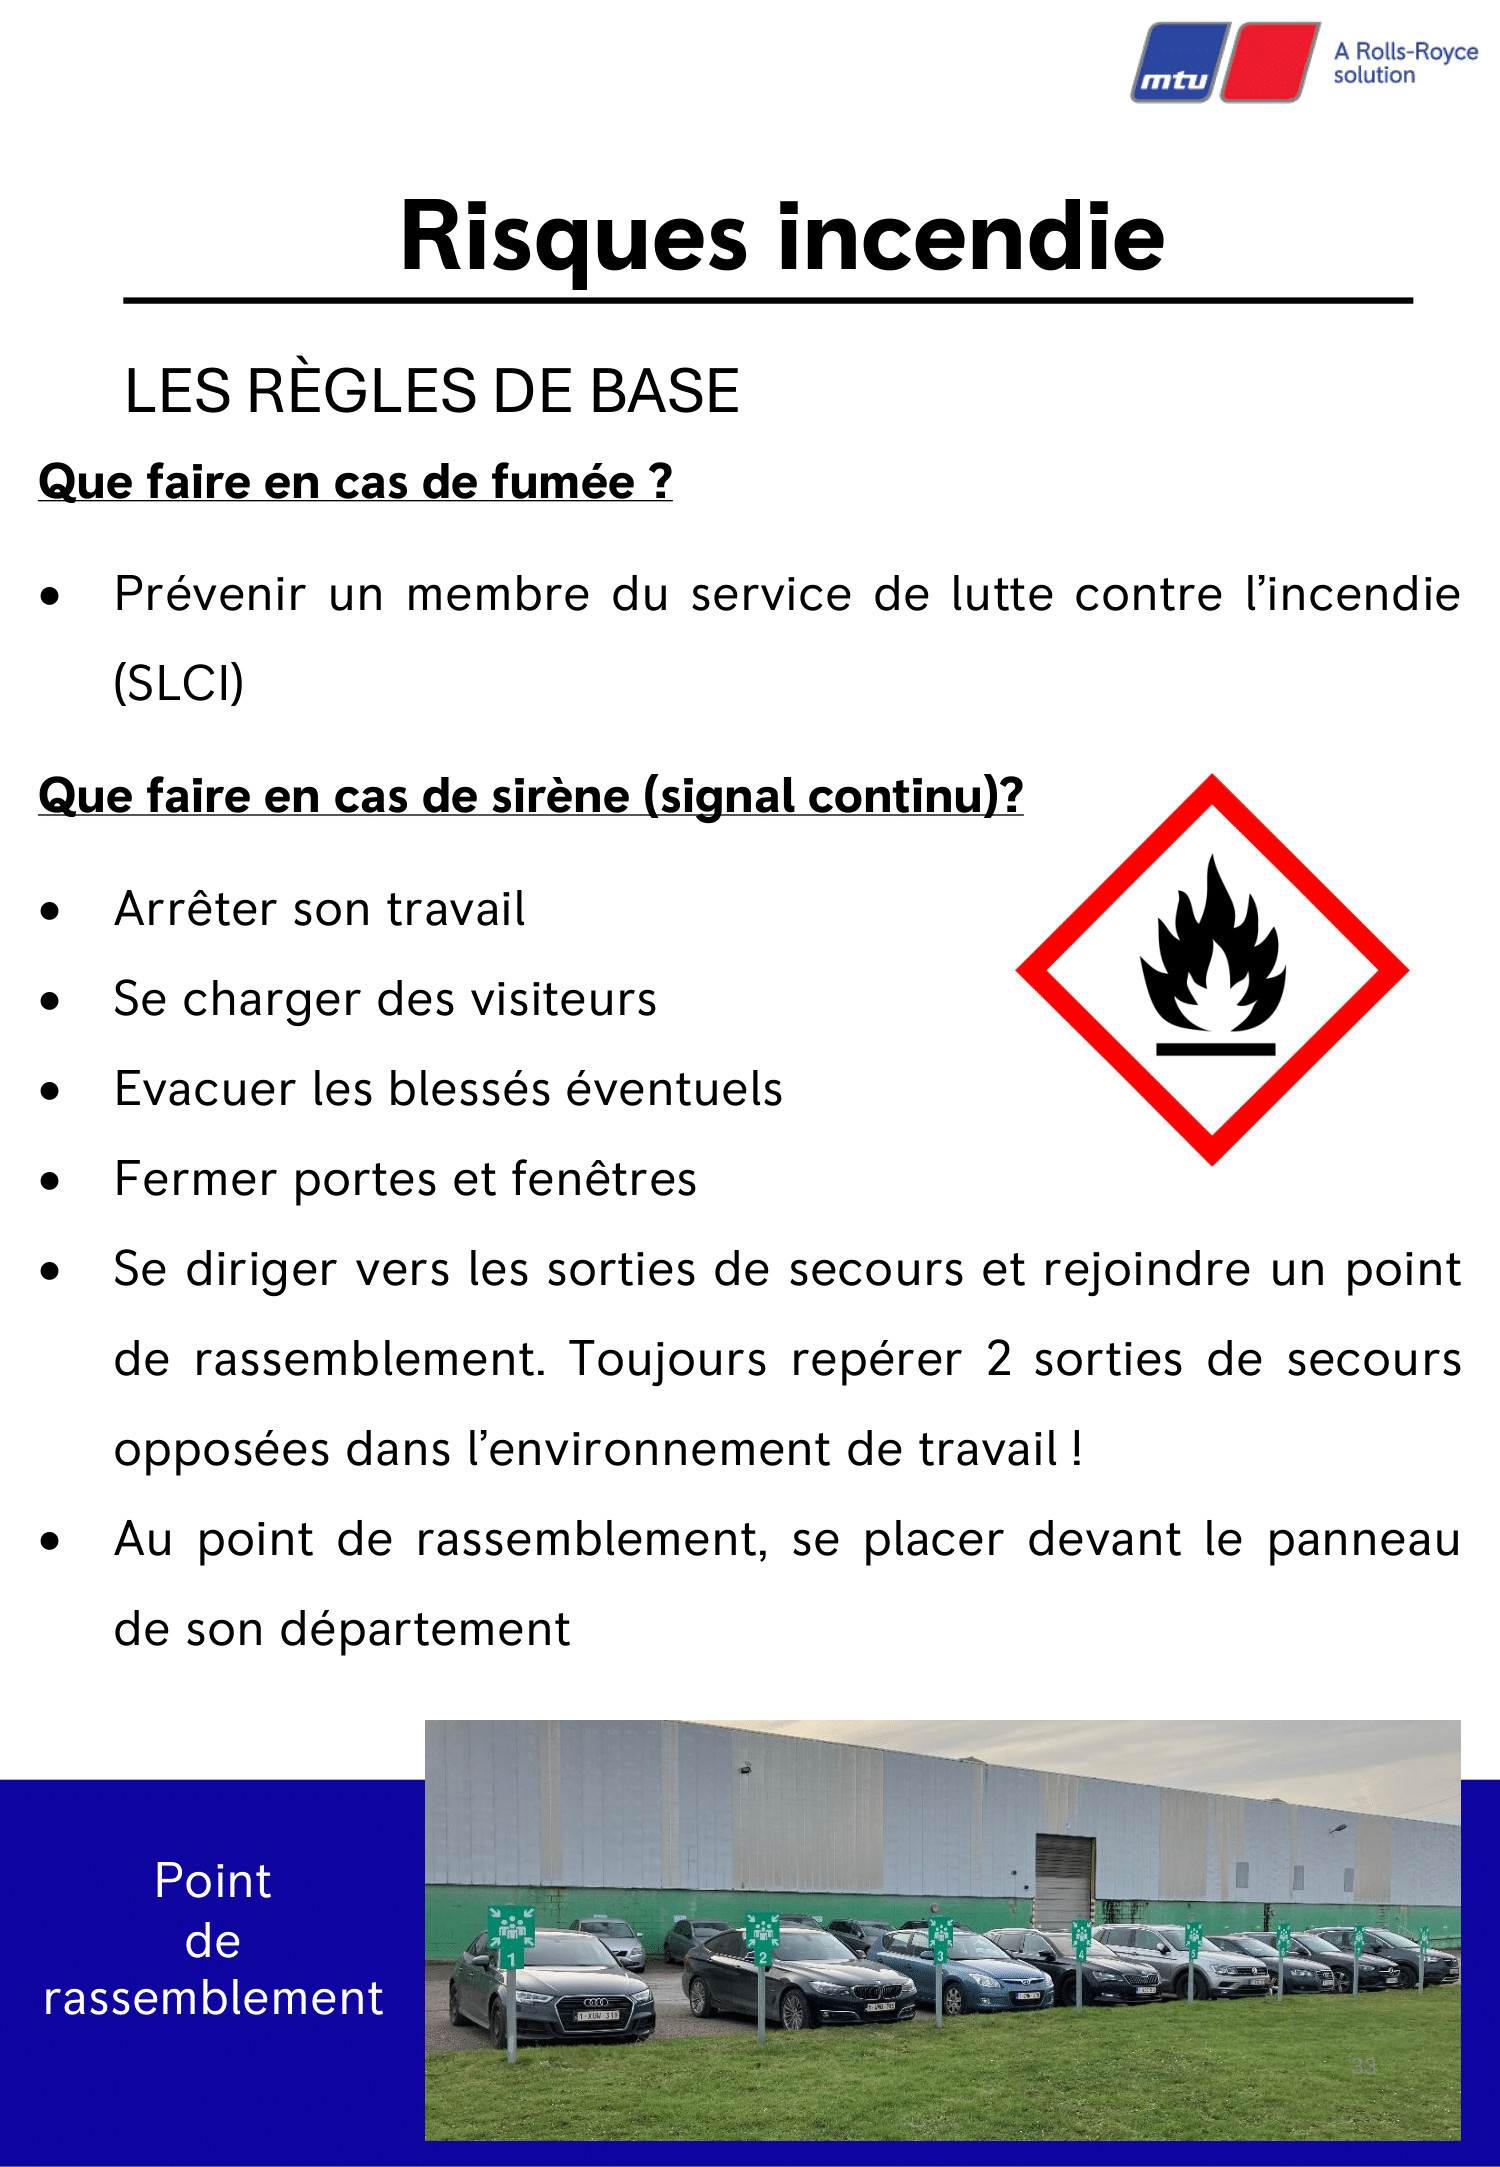 mtu
A Rolls-Royce
solution
Risques incendie
LES RÈGLES DE BASE
Que faire en cas de fumée ?
• Prévenir un membre du service de lutte contre l’incendie
(SLCI)
Que faire en cas de sirène (signal continu)?
• Arrêter son travail
• Se charger des visiteurs
• Evacuer les blessés éventuels
• Fermer portes et fenêtres
• Se diriger vers les sorties de secours et rejoindre un point
de rassemblement. Toujours repérer 2 sorties de secours
opposées dans l’environnement de travail !
• Au point de rassemblement, se placer devant le panneau
de son département
Point
de
rassemblement
1
2
3
4
5
1-XUW-319
33